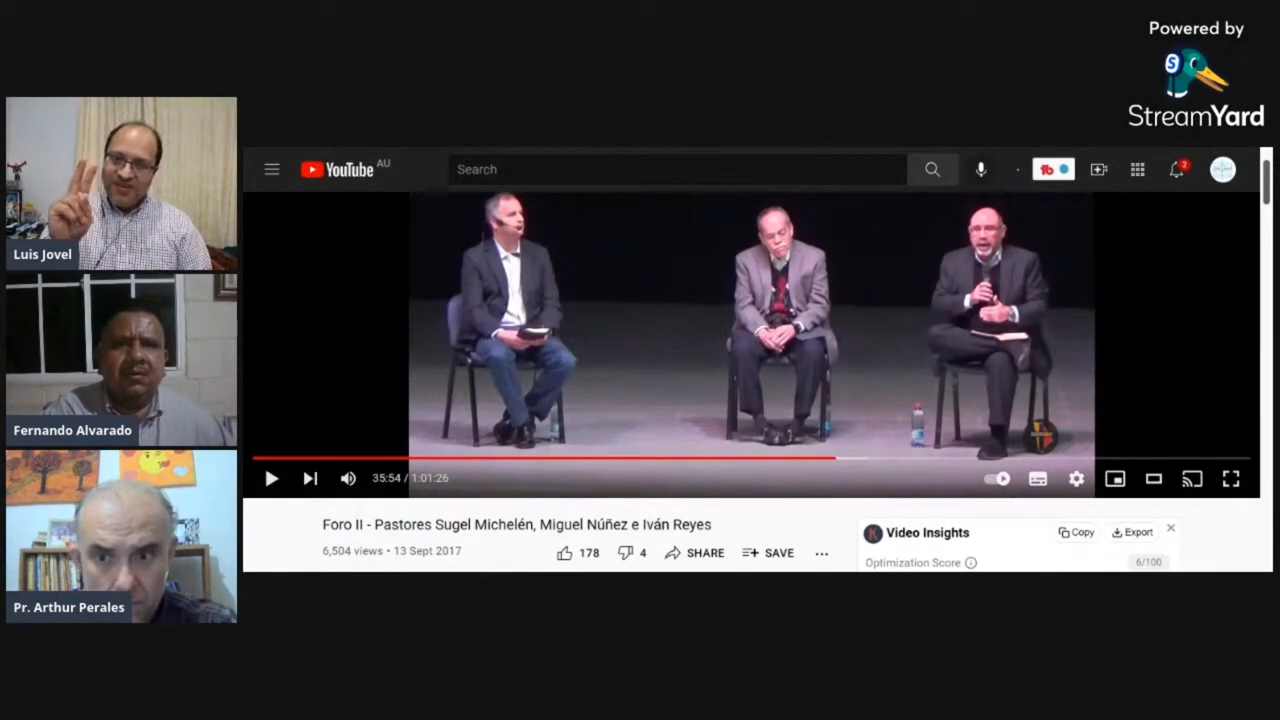 Powered by
StreamYard
Luis Jovel
Fernando Alvarado
Pr. Arthur Perales
YouTube AU
Search
2
35:54 / 1:01:26
Foro II - Pastores Sugel Michelén, Miguel Núñez e Iván Reyes
6,504 views • 13 Sept 2017
178
4
SHARE
SAVE
Video Insights
Copy
Export
Optimization Score
6/100